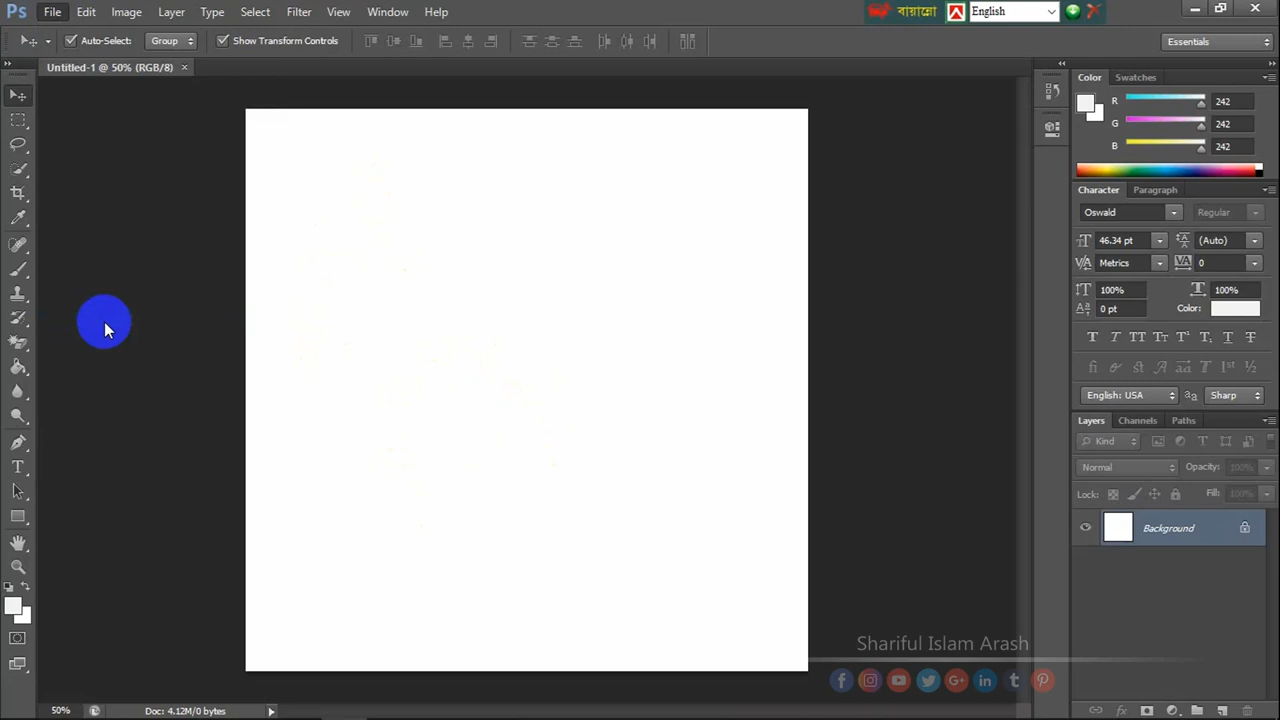 Ps File Edit Image Layer Type Select Filter View Window Help
বায়ান্নো English
Auto-Select: Group Show Transform Controls Essentials
Untitled-1 @ 50% (RGB/8) ×
Color Swatches
R 242
G 242
B 242
Character Paragraph
Oswald Regular
46.34 pt (Auto)
Metrics 0
100% 100%
0 pt Color:
English: USA Sharp
Layers Channels Paths
Kind
Normal Opacity: 100%
Lock: Fill: 100%
Background
Shariful Islam Arash
50% Doc: 4.12M/0 bytes